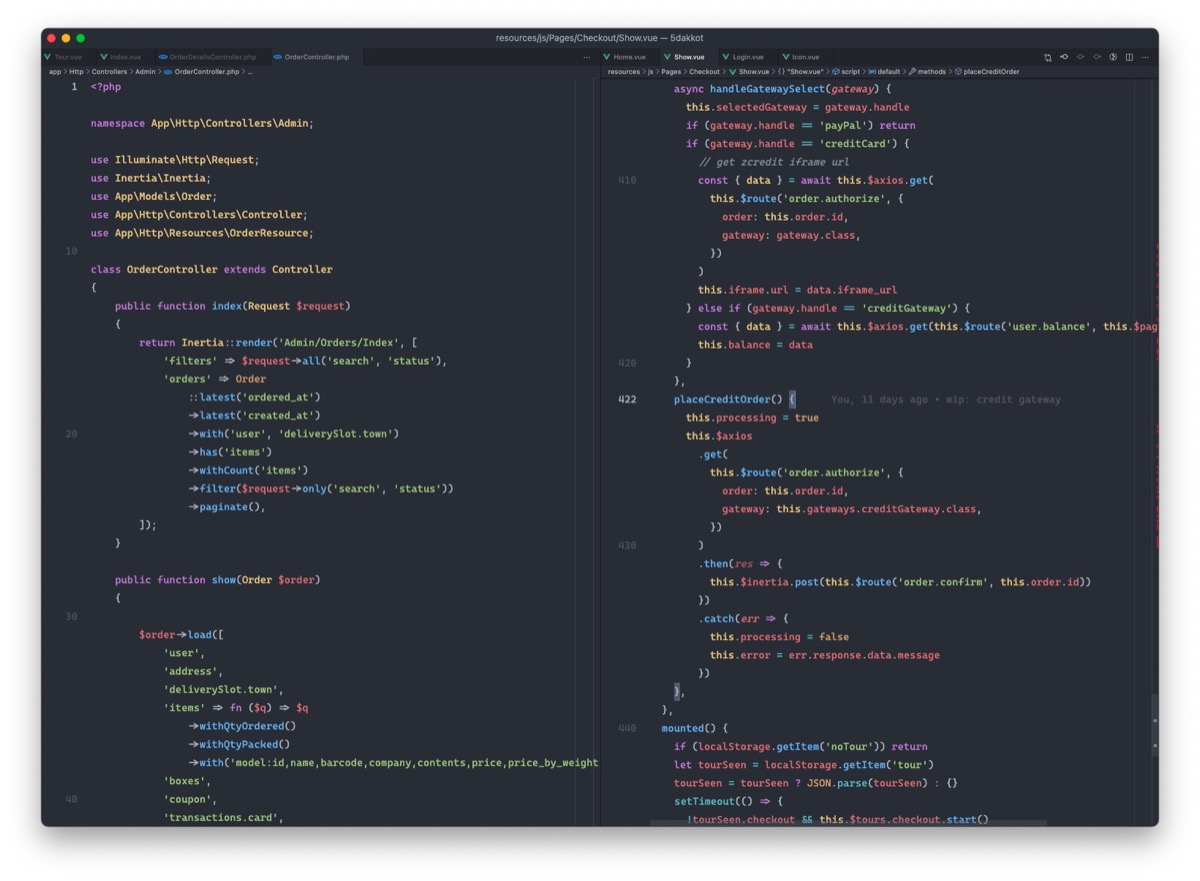 resources/js/Pages/Checkout/Show.vue — 5dakkot
Tour.vue Index.vue OrderDetailsController.php OrderController.php ...
app > Http > Controllers > Admin > OrderController.php > ...
1 <?php
namespace App\Http\Controllers\Admin;
use Illuminate\Http\Request;
use Inertia\Inertia;
use App\Models\Order;
use App\Http\Controllers\Controller;
use App\Http\Resources\OrderResource;
10
class OrderController extends Controller
{
public function index(Request $request)
{
return Inertia::render('Admin/Orders/Index', [
'filters' => $request->all('search', 'status'),
'orders' => Order
::latest('ordered_at')
->latest('created_at')
20 ->with('user', 'deliverySlot.town')
->has('items')
->withCount('items')
->filter($request->only('search', 'status'))
->paginate(),
]);
}
public function show(Order $order)
{
30
$order->load([
'user',
'address',
'deliverySlot.town',
'items' => fn ($q) => $q
->withQtyOrdered()
->withQtyPacked()
->with('model:id,name,barcode,company,contents,price,price_by_weight
'boxes',
40 'coupon',
'transactions.card',
Home.vue Show.vue Login.vue Icon.vue ...
resources > js > Pages > Checkout > Show.vue > {} "Show.vue" > script > default > methods > placeCreditOrder
async handleGatewaySelect(gateway) {
this.selectedGateway = gateway.handle
if (gateway.handle == 'payPal') return
if (gateway.handle == 'creditCard') {
// get zcredit iframe url
410 const { data } = await this.$axios.get(
this.$route('order.authorize', {
order: this.order.id,
gateway: gateway.class,
})
)
this.iframe.url = data.iframe_url
} else if (gateway.handle == 'creditGateway') {
const { data } = await this.$axios.get(this.$route('user.balance', this.$pag
this.balance = data
420 }
},
422 placeCreditOrder() { You, 11 days ago • wip: credit gateway
this.processing = true
this.$axios
.get(
this.$route('order.authorize', {
order: this.order.id,
gateway: this.gateways.creditGateway.class,
})
430 )
.then(res => {
this.$inertia.post(this.$route('order.confirm', this.order.id))
})
.catch(err => {
this.processing = false
this.error = err.response.data.message
})
},
},
440 mounted() {
if (localStorage.getItem('noTour')) return
let tourSeen = localStorage.getItem('tour')
tourSeen = tourSeen ? JSON.parse(tourSeen) : {}
setTimeout(() => {
!tourSeen.checkout && this.$tours.checkout.start()